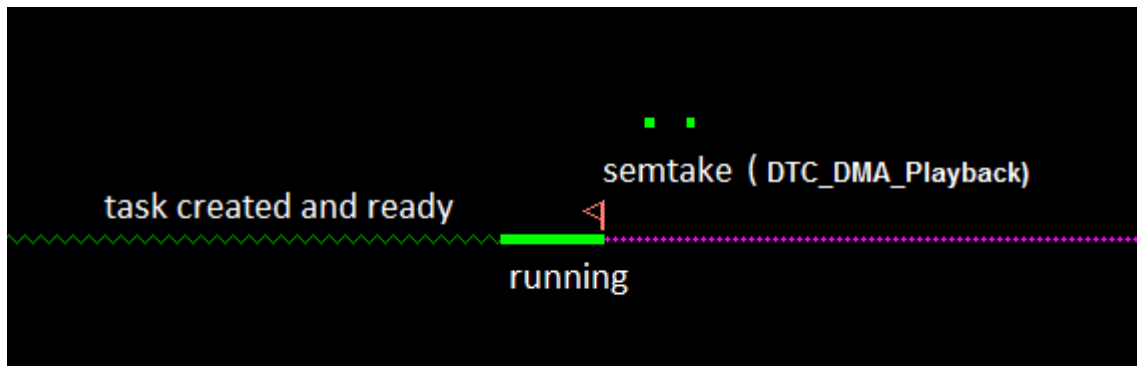 semtake ( DTC_DMA_Playback)
task created and ready
running